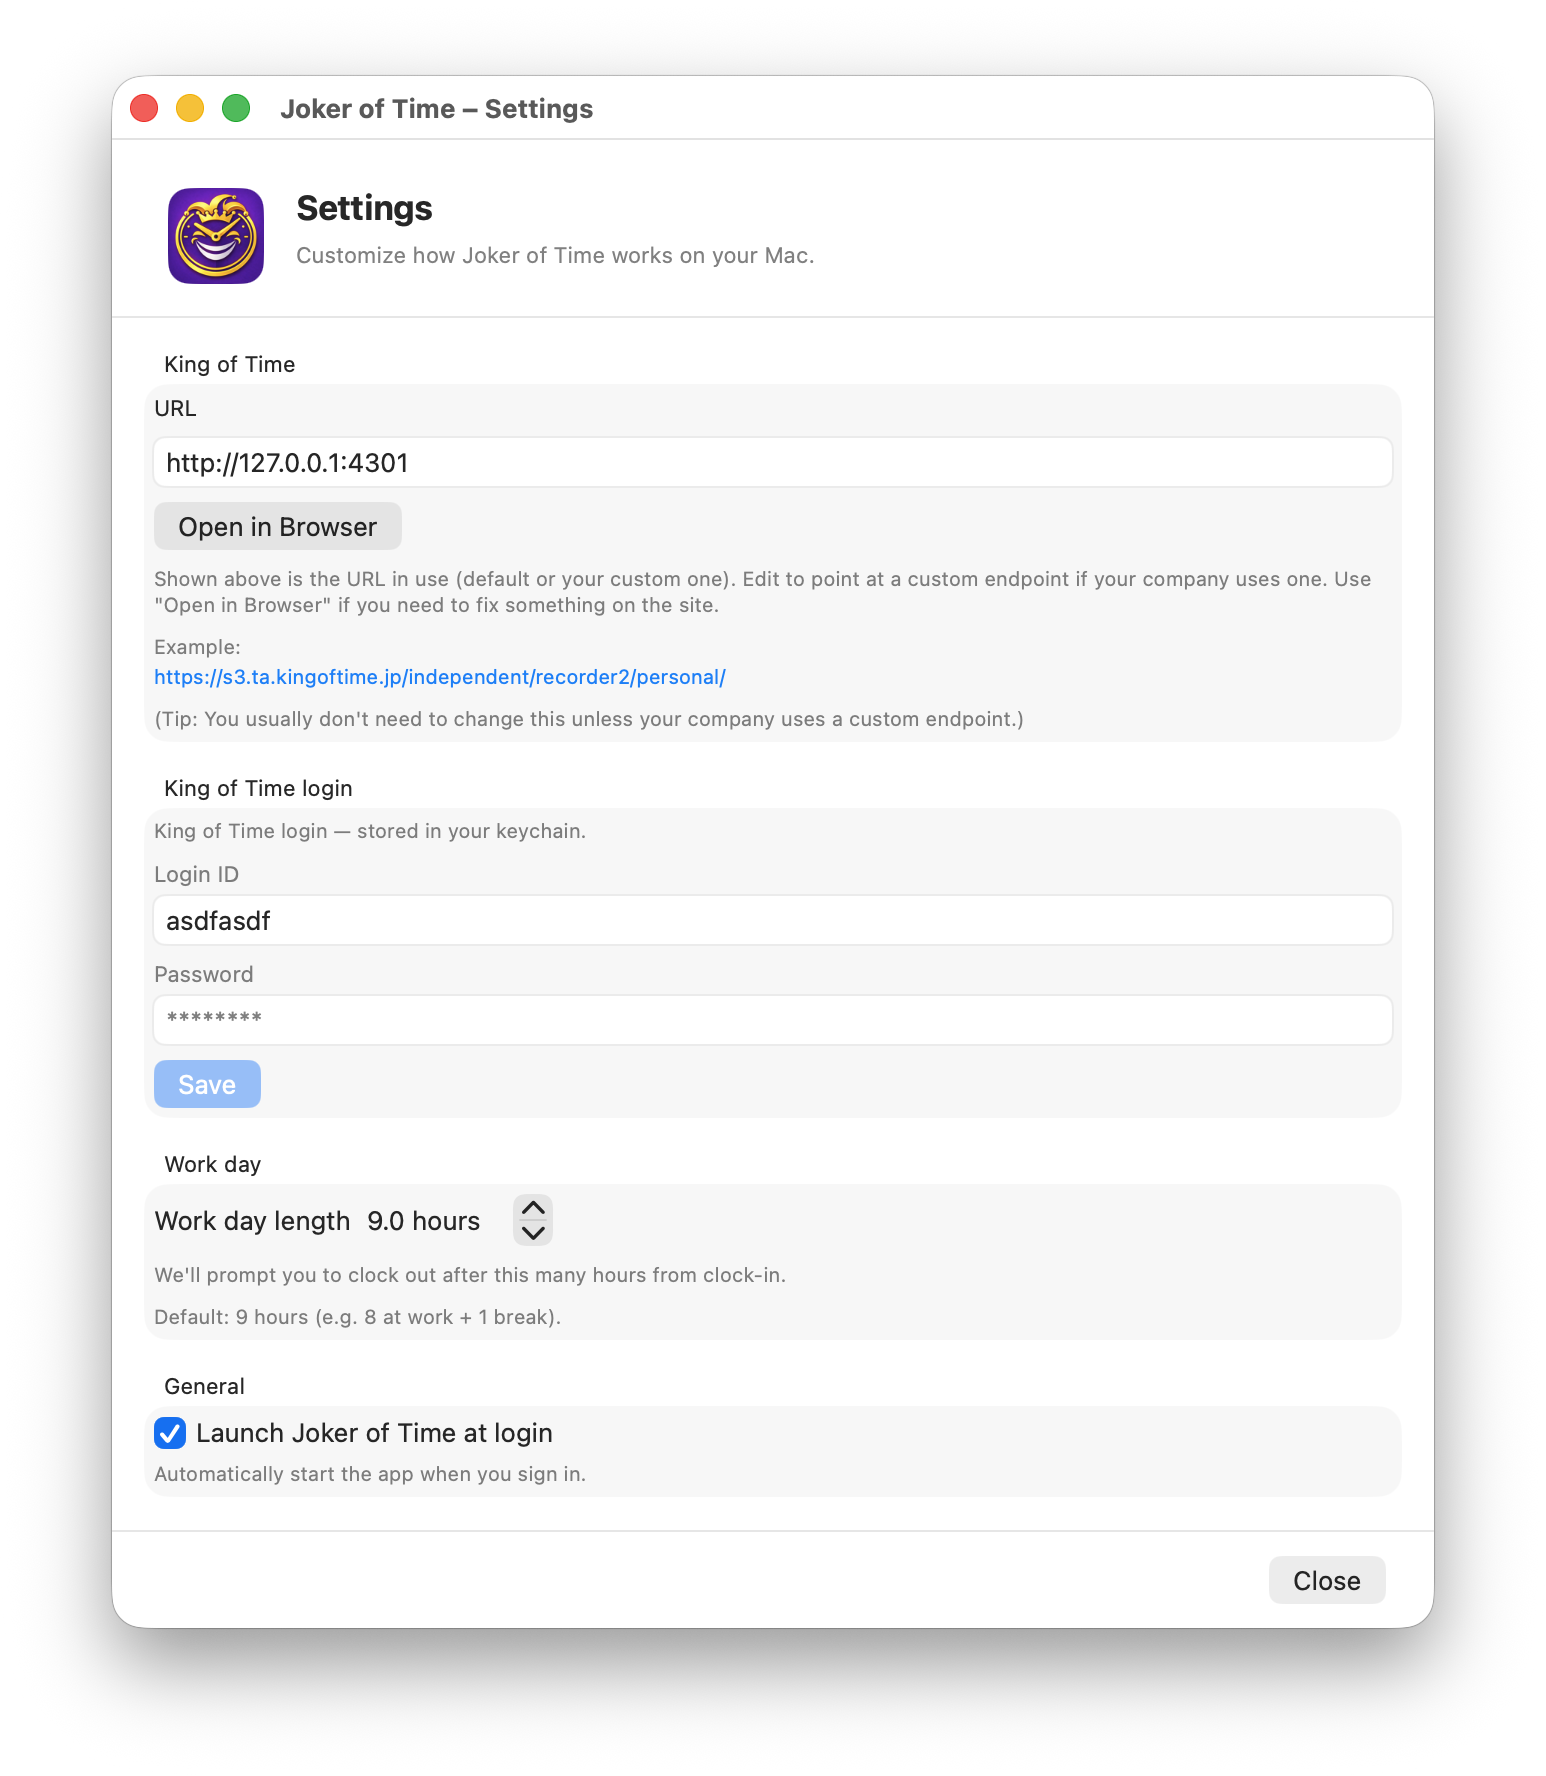 Joker of Time – Settings
Settings
Customize how Joker of Time works on your Mac.
King of Time
URL
http://127.0.0.1:4301
Open in Browser
Shown above is the URL in use (default or your custom one). Edit to point at a custom endpoint if your company uses one. Use
"Open in Browser" if you need to fix something on the site.
Example:
https://s3.ta.kingoftime.jp/independent/recorder2/personal/
(Tip: You usually don't need to change this unless your company uses a custom endpoint.)
King of Time login
King of Time login — stored in your keychain.
Login ID
asdfasdf
Password
********
Save
Work day
Work day length 9.0 hours
We'll prompt you to clock out after this many hours from clock-in.
Default: 9 hours (e.g. 8 at work + 1 break).
General
Launch Joker of Time at login
Automatically start the app when you sign in.
Close